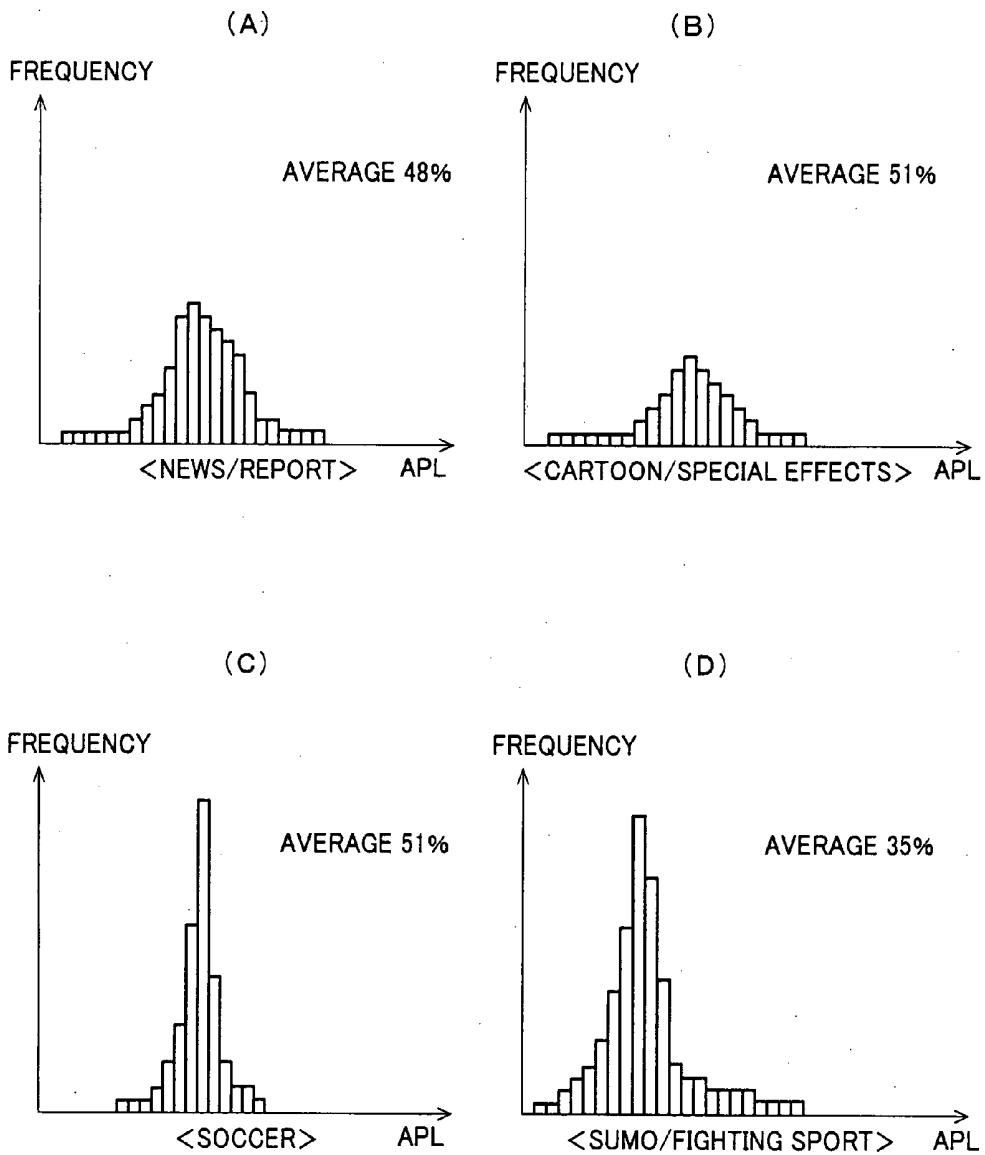 (A)
FREQUENCY
AVERAGE 48%
<NEWS/REPORT> APL
(B)
FREQUENCY
AVERAGE 51%
<CARTOON/SPECIAL EFFECTS> APL
(C)
FREQUENCY
AVERAGE 51%
<SOCCER> APL
(D)
FREQUENCY
AVERAGE 35%
<SUMO/FIGHTING SPORT> APL